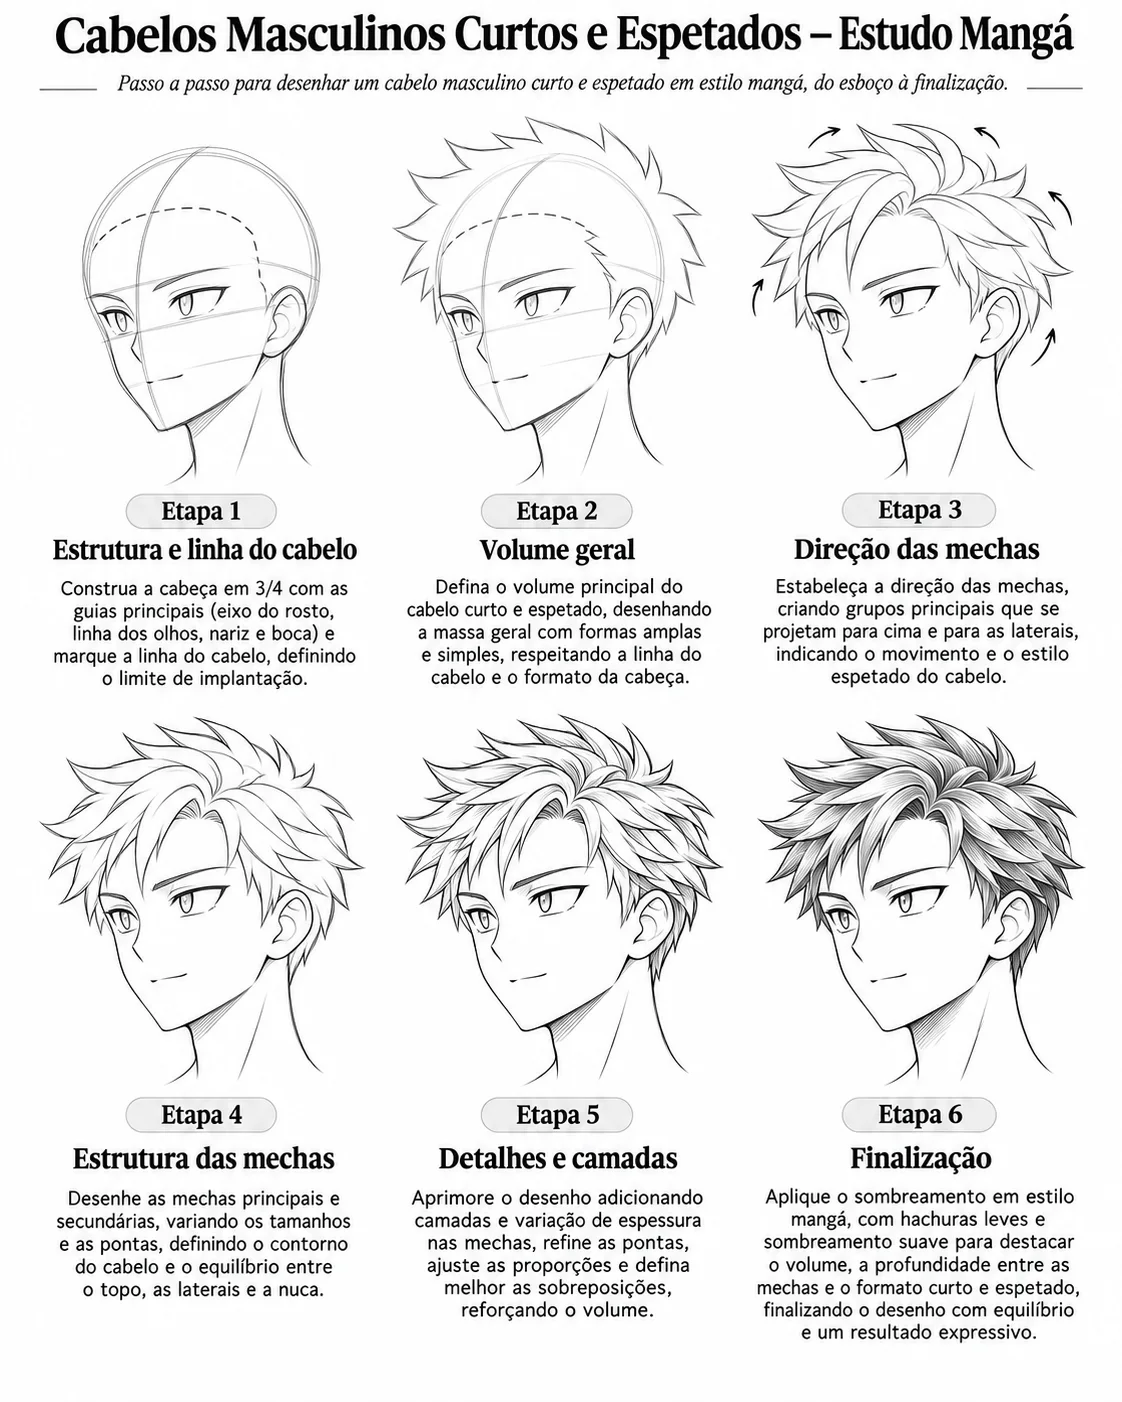 Cabelos Masculinos Curtos e Espetados – Estudo Mangá
Passo a passo para desenhar um cabelo masculino curto e espetado em estilo mangá, do esboço à finalização.
Etapa 1
Estrutura e linha do cabelo
Construa a cabeça em 3/4 com as
guias principais (eixo do rosto,
linha dos olhos, nariz e boca) e
marque a linha do cabelo, definindo
o limite de implantação.
Etapa 2
Volume geral
Defina o volume principal do
cabelo curto e espetado, desenhando
a massa geral com formas amplas
e simples, respeitando a linha do
cabelo e o formato da cabeça.
Etapa 3
Direção das mechas
Estabeleça a direção das mechas,
criando grupos principais que se
projetam para cima e para as laterais,
indicando o movimento e o estilo
espetado do cabelo.
Etapa 4
Estrutura das mechas
Desenhe as mechas principais e
secundárias, variando os tamanhos
e as pontas, definindo o contorno
do cabelo e o equilíbrio entre
o topo, as laterais e a nuca.
Etapa 5
Detalhes e camadas
Aprimore o desenho adicionando
camadas e variação de espessura
nas mechas, refine as pontas,
ajuste as proporções e defina
melhor as sobreposições,
reforçando o volume.
Etapa 6
Finalização
Aplique o sombreamento em estilo
mangá, com hachuras leves e
sombreamento suave para destacar
o volume, a profundidade entre as
mechas e o formato curto e espetado,
finalizando o desenho com equilíbrio
e um resultado expressivo.